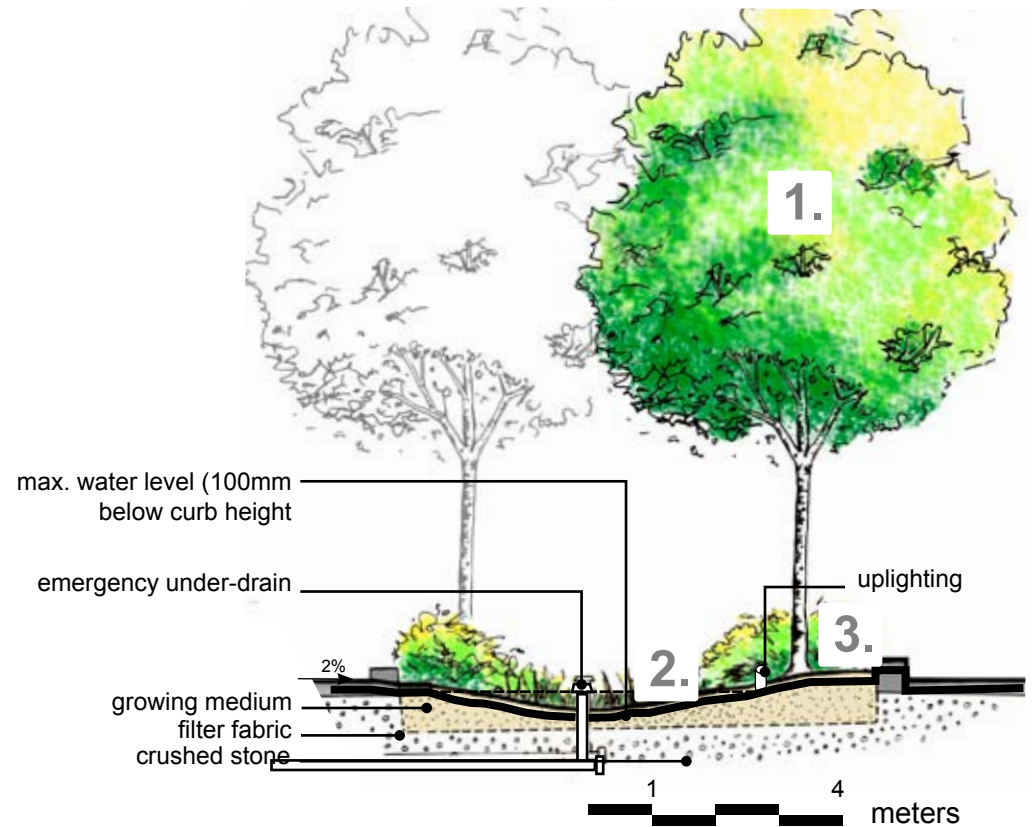 1.
max. water level (100mm
below curb height
emergency under-drain
uplighting
3.
2.
2%
growing medium
filter fabric
crushed stone
1 4
meters